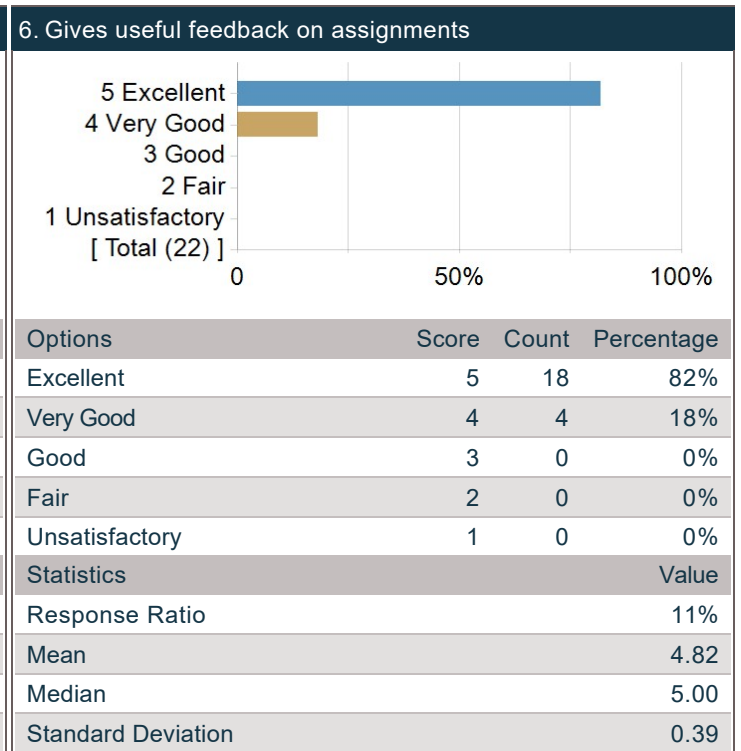 6. Gives useful feedback on assignments
5 Excellent
4 Very Good
3 Good
2 Fair
1 Unsatisfactory
[ Total (22) ]
0 50% 100%
Options Score Count Percentage
Excellent 5 18 82%
Very Good 4 4 18%
Good 3 0 0%
Fair 2 0 0%
Unsatisfactory 1 0 0%
Statistics Value
Response Ratio 11%
Mean 4.82
Median 5.00
Standard Deviation 0.39